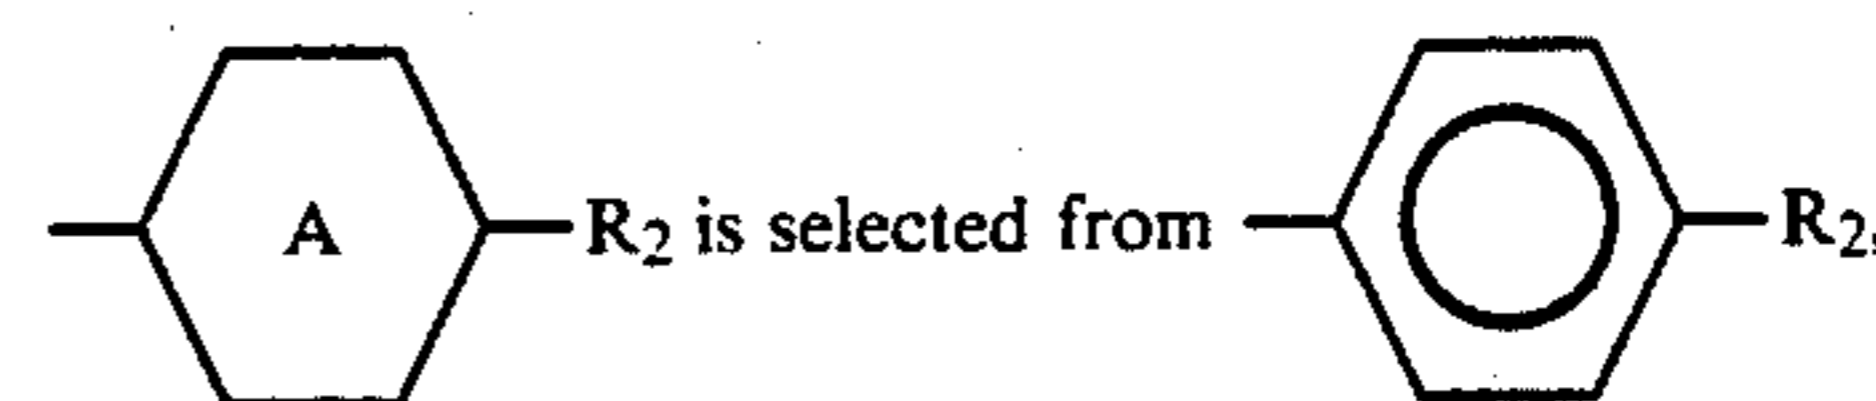 A R₂ is selected from R₂,